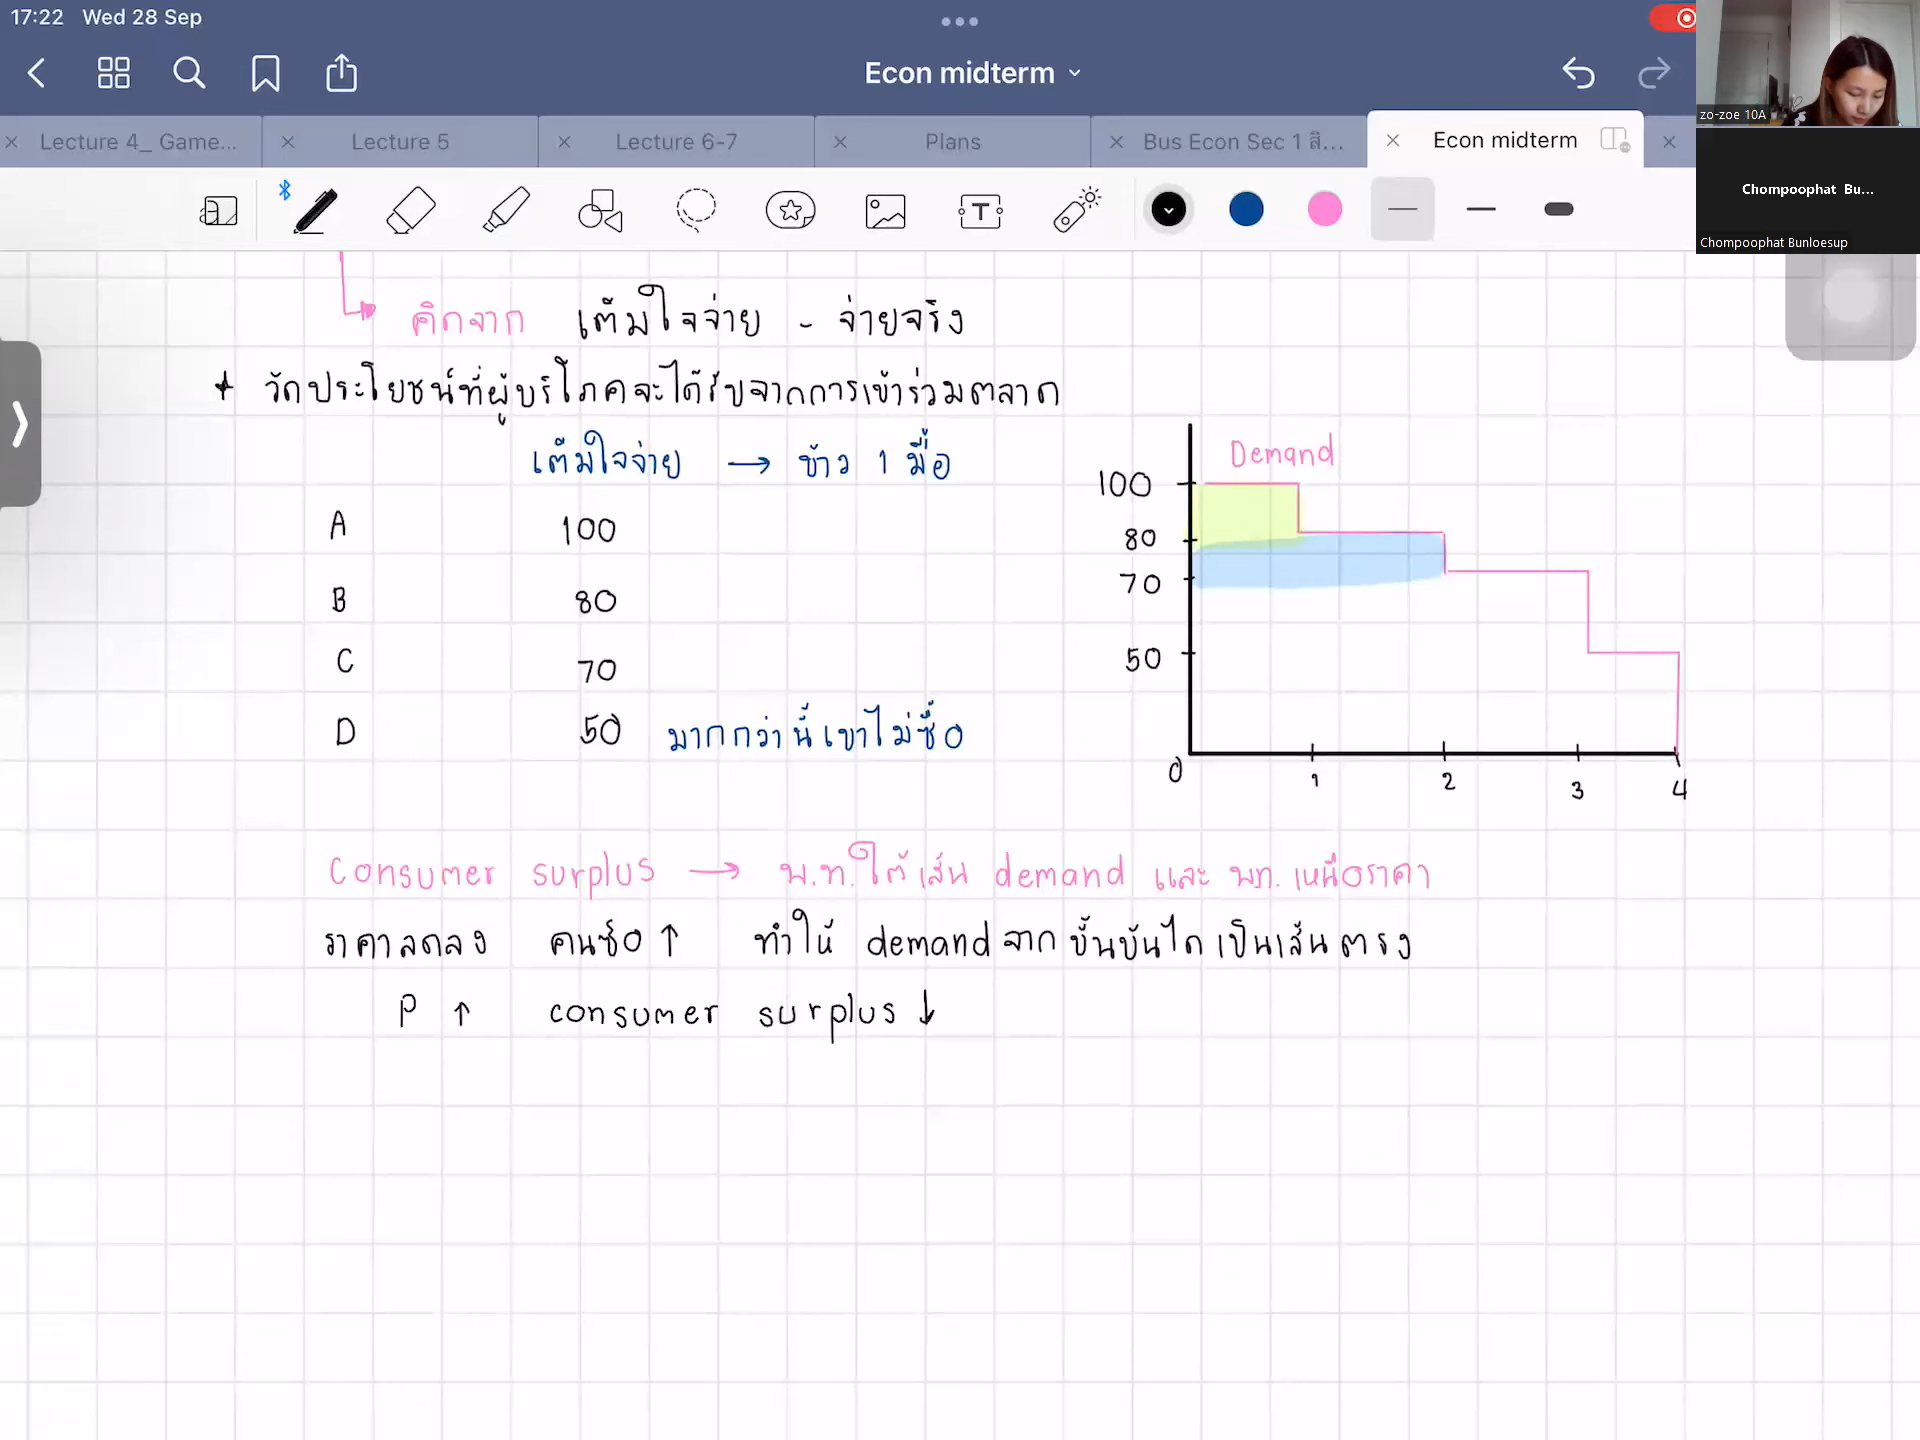 17:22 Wed 28 Sep
Econ midterm
Lecture 4_ Game...
Lecture 5
Lecture 6-7
Plans
Bus Econ Sec 1 สิ...
Econ midterm
zo-zoe 10A
Chompoophat Bu...
Chompoophat Bunloesup
คิดจาก เต็มใจจ่าย - จ่ายจริง
* วัดประโยชน์ที่ผู้บริโภคจะได้รับจากการเข้าร่วมตลาด
เต็มใจจ่าย → ข้าว 1 มื้อ
A 100
B 80
C 70
D 50 มากกว่านี้เขาไม่ซื้อ
Demand
100
80
70
50
0 1 2 3 4
consumer surplus → พ.ท.ใต้เส้น demand และ พท. เหนือราคา
ราคาลดลง คนซื้อ ↑ ทำให้ demand จาก ขั้นบันได เป็นเส้นตรง
P ↑ consumer surplus ↓